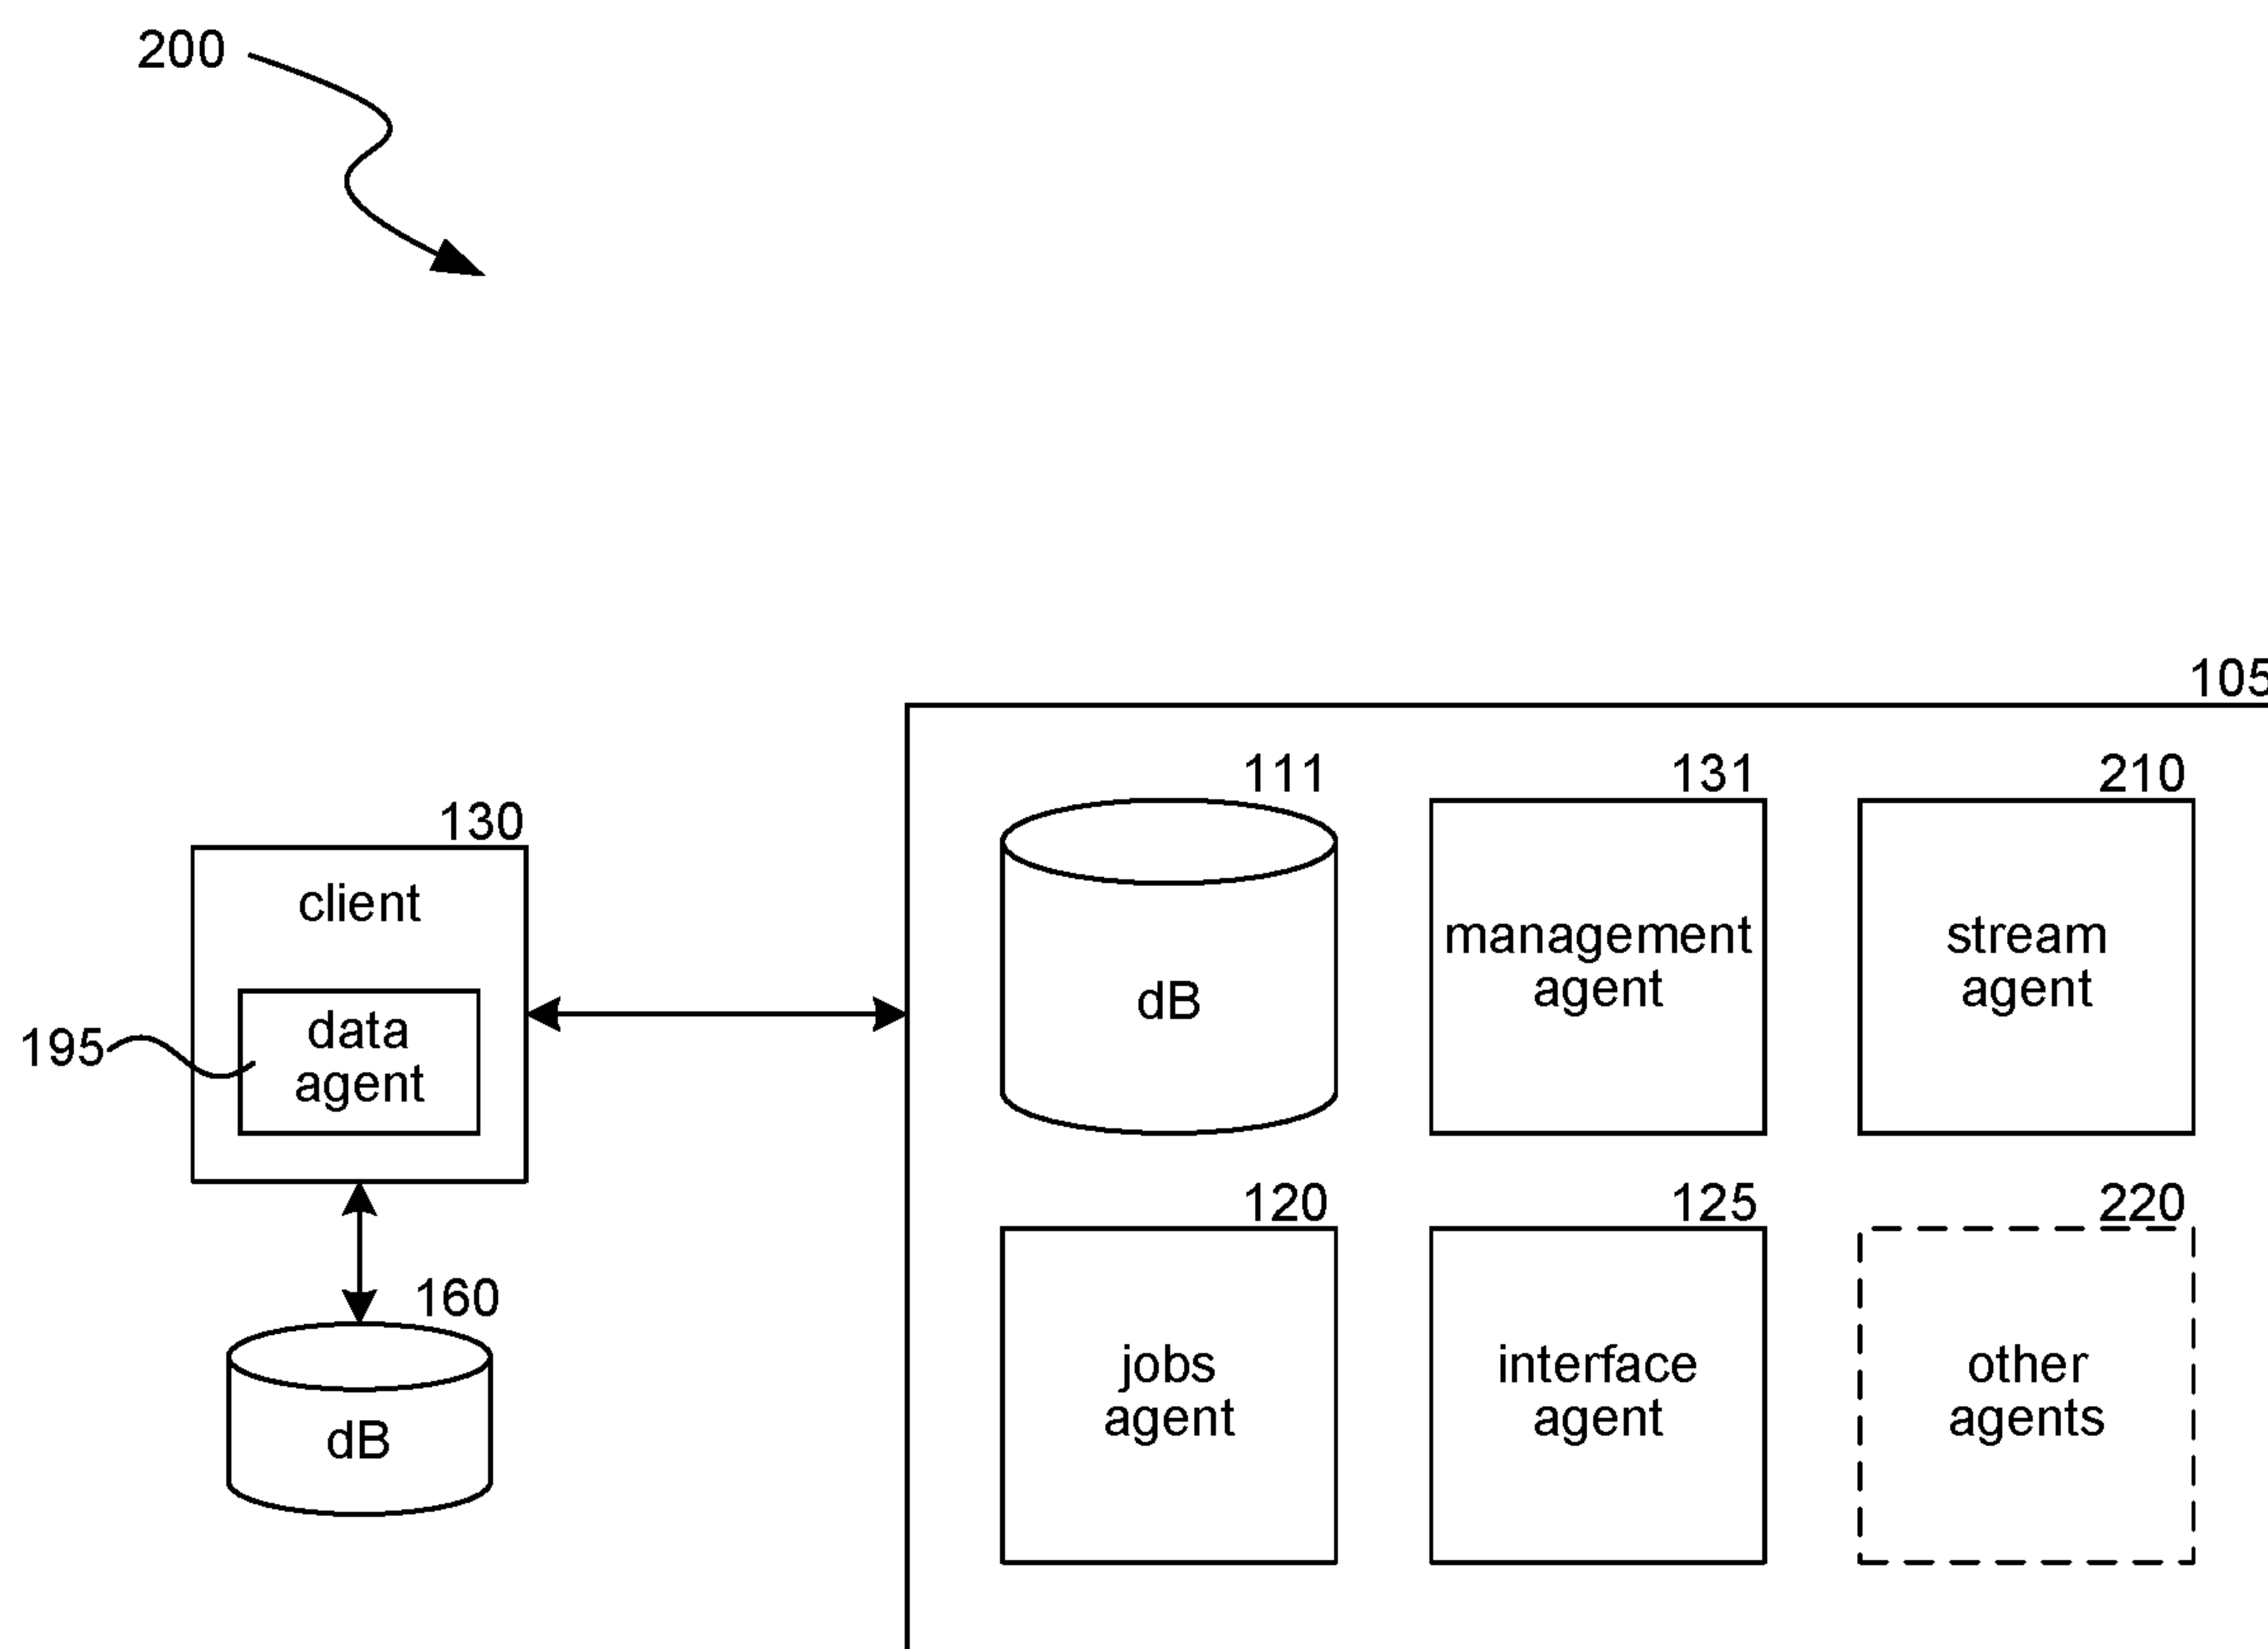 200
105
111
131
210
130
client
management
agent
stream
agent
dB
data
agent
195
120
125
220
160
jobs
agent
interface
agent
other
agents
dB